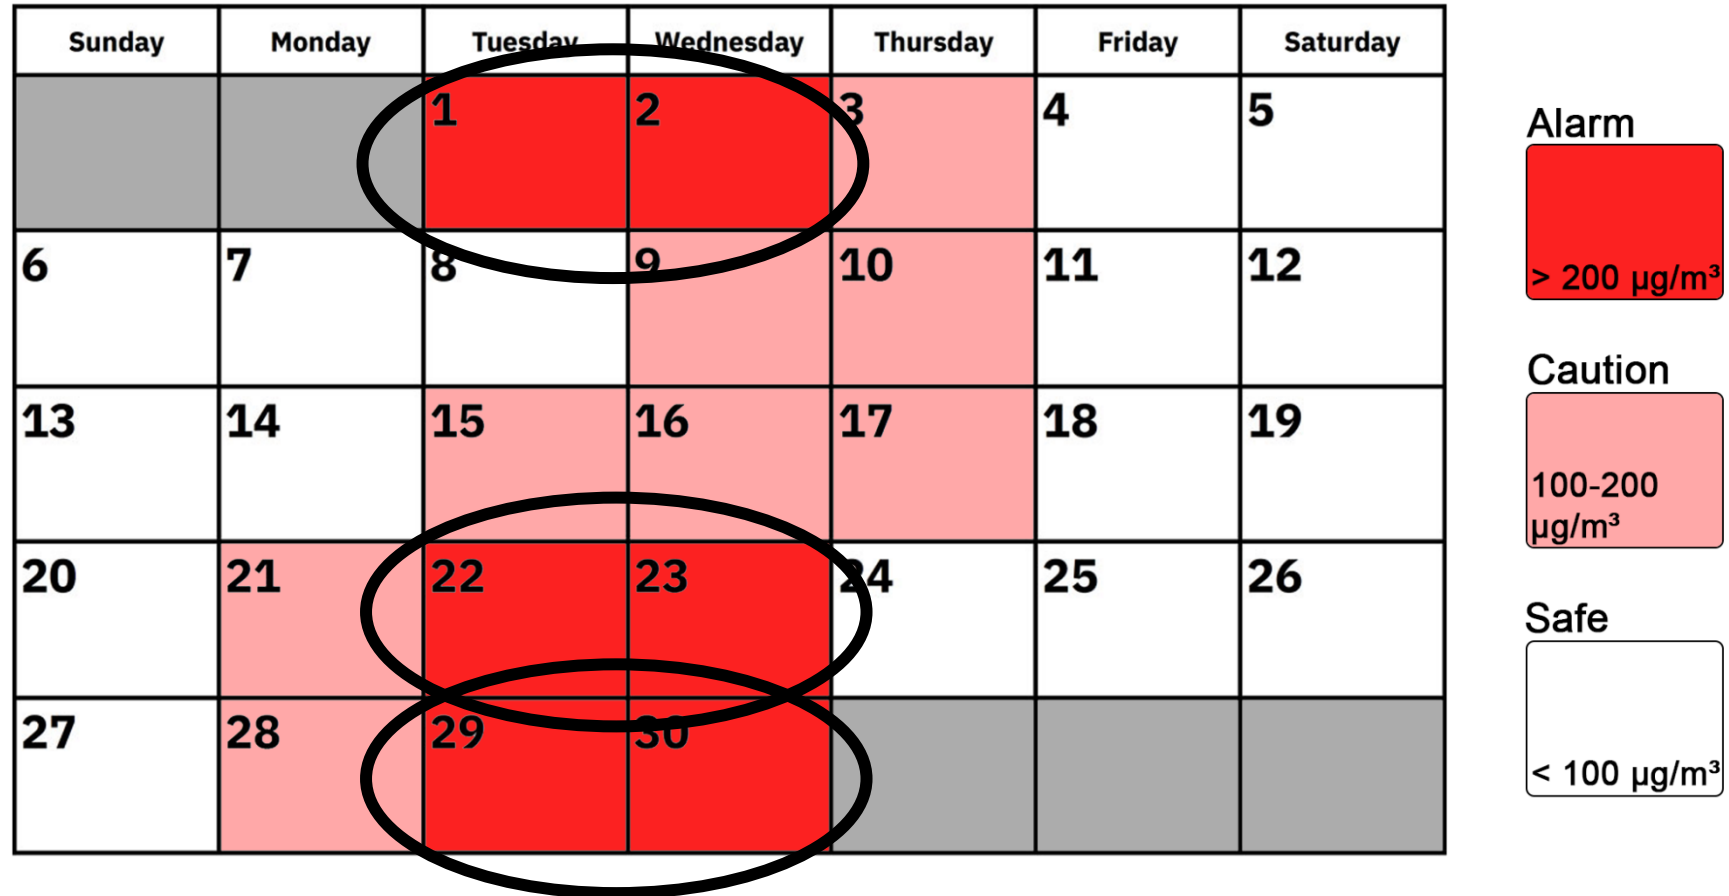 Sunday Monday Tuesday Wednesday Thursday Friday Saturday
1 2 3 4 5
6 7 8 9 10 11 12
13 14 15 16 17 18 19
20 21 22 23 24 25 26
27 28 29 30
Alarm
> 200 µg/m³
Caution
100-200
µg/m³
Safe
< 100 µg/m³